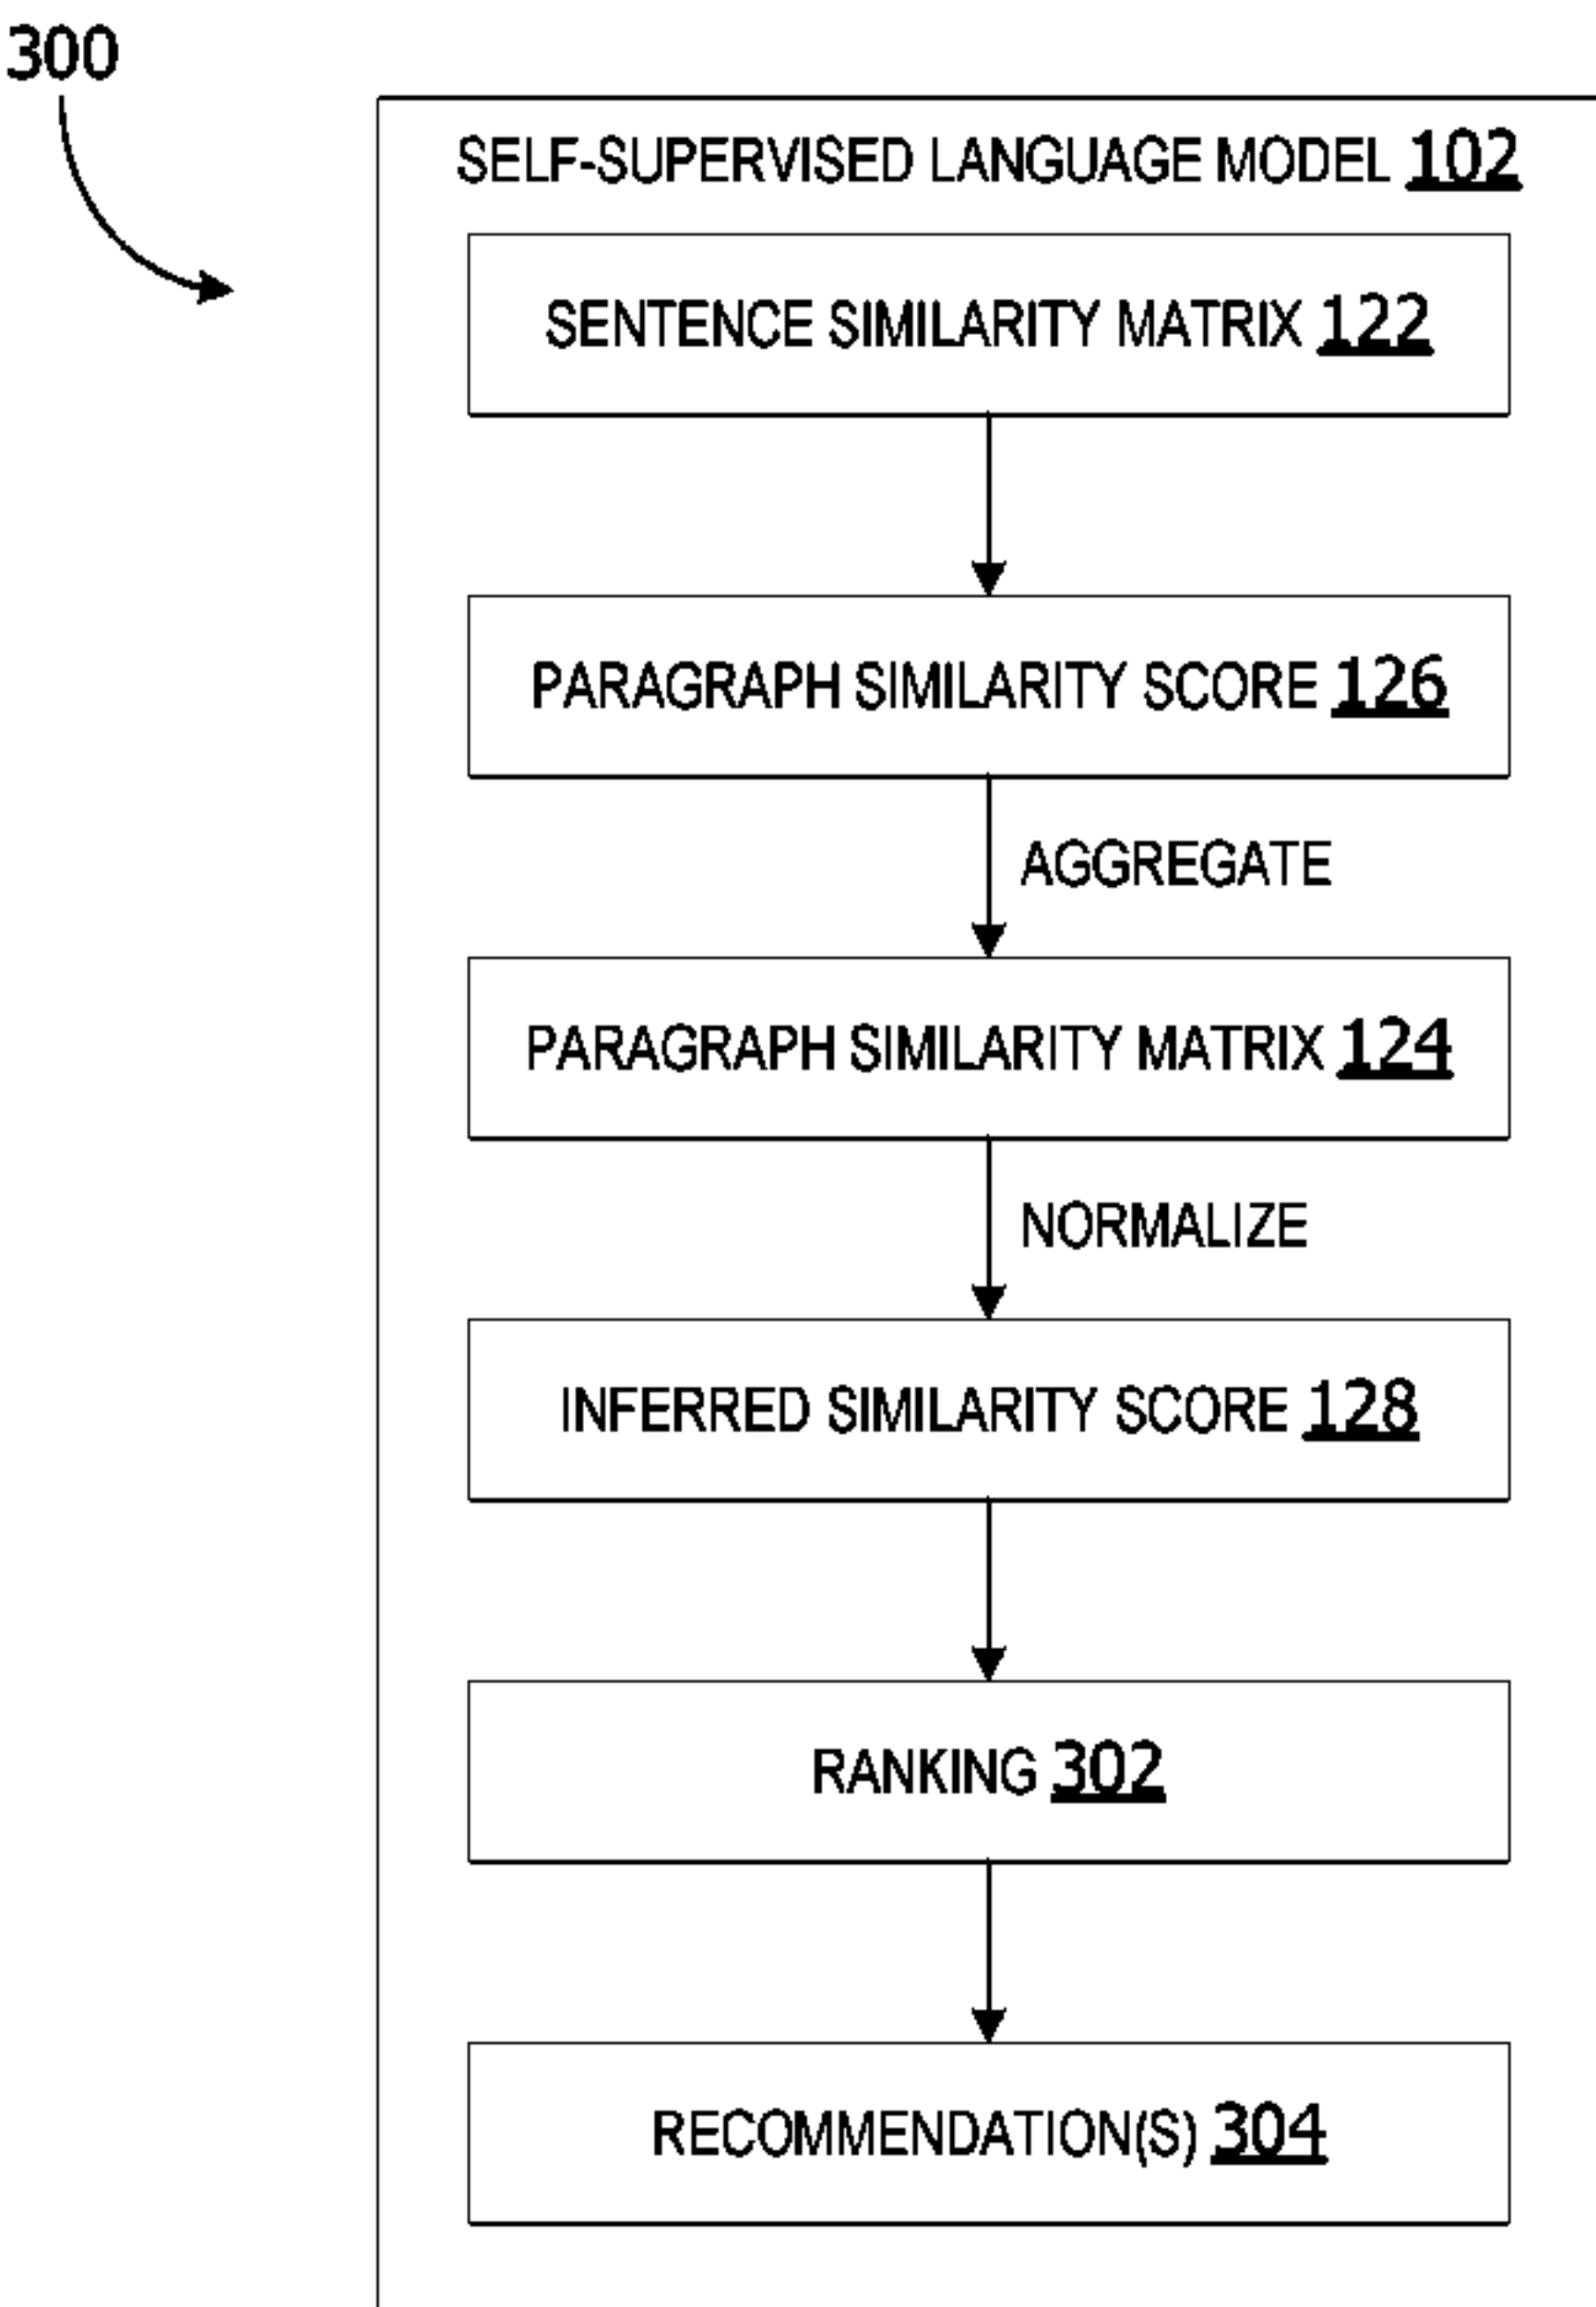 300
SELF-SUPERVISED LANGUAGE MODEL 102
SENTENCE SIMILARITY MATRIX 122
PARAGRAPH SIMILARITY SCORE 126
AGGREGATE
PARAGRAPH SIMILARITY MATRIX 124
NORMALIZE
INFERRED SIMILARITY SCORE 128
RANKING 302
RECOMMENDATION(S) 304